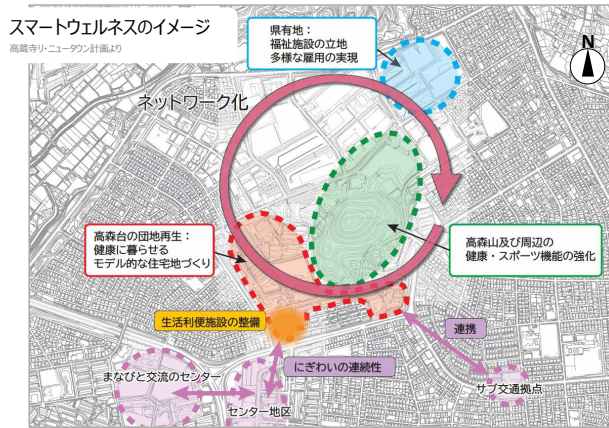 スマートウェルネスのイメージ
高蔵寺リ・ニュータウン計画より
県有地：
福祉施設の立地
多様な雇用の実現
N
ネットワーク化
高森台の団地再生：
健康に暮らせる
モデル的な住宅地づくり
高森山及び周辺の
健康・スポーツ機能の強化
生活利便施設の整備
連携
にぎわいの連続性
まなびと交流のセンター
センター地区
サブ交通拠点